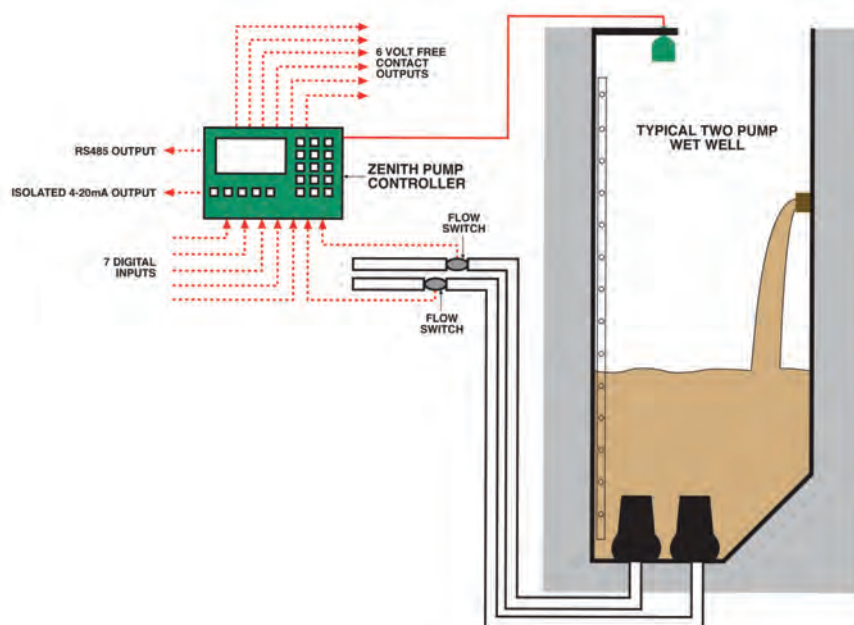 6 VOLT FREE
CONTACT
OUTPUTS
RS485 OUTPUT
ISOLATED 4-20mA OUTPUT
ZENITH PUMP
CONTROLLER
TYPICAL TWO PUMP
WET WELL
7 DIGITAL
INPUTS
FLOW
SWITCH
FLOW
SWITCH